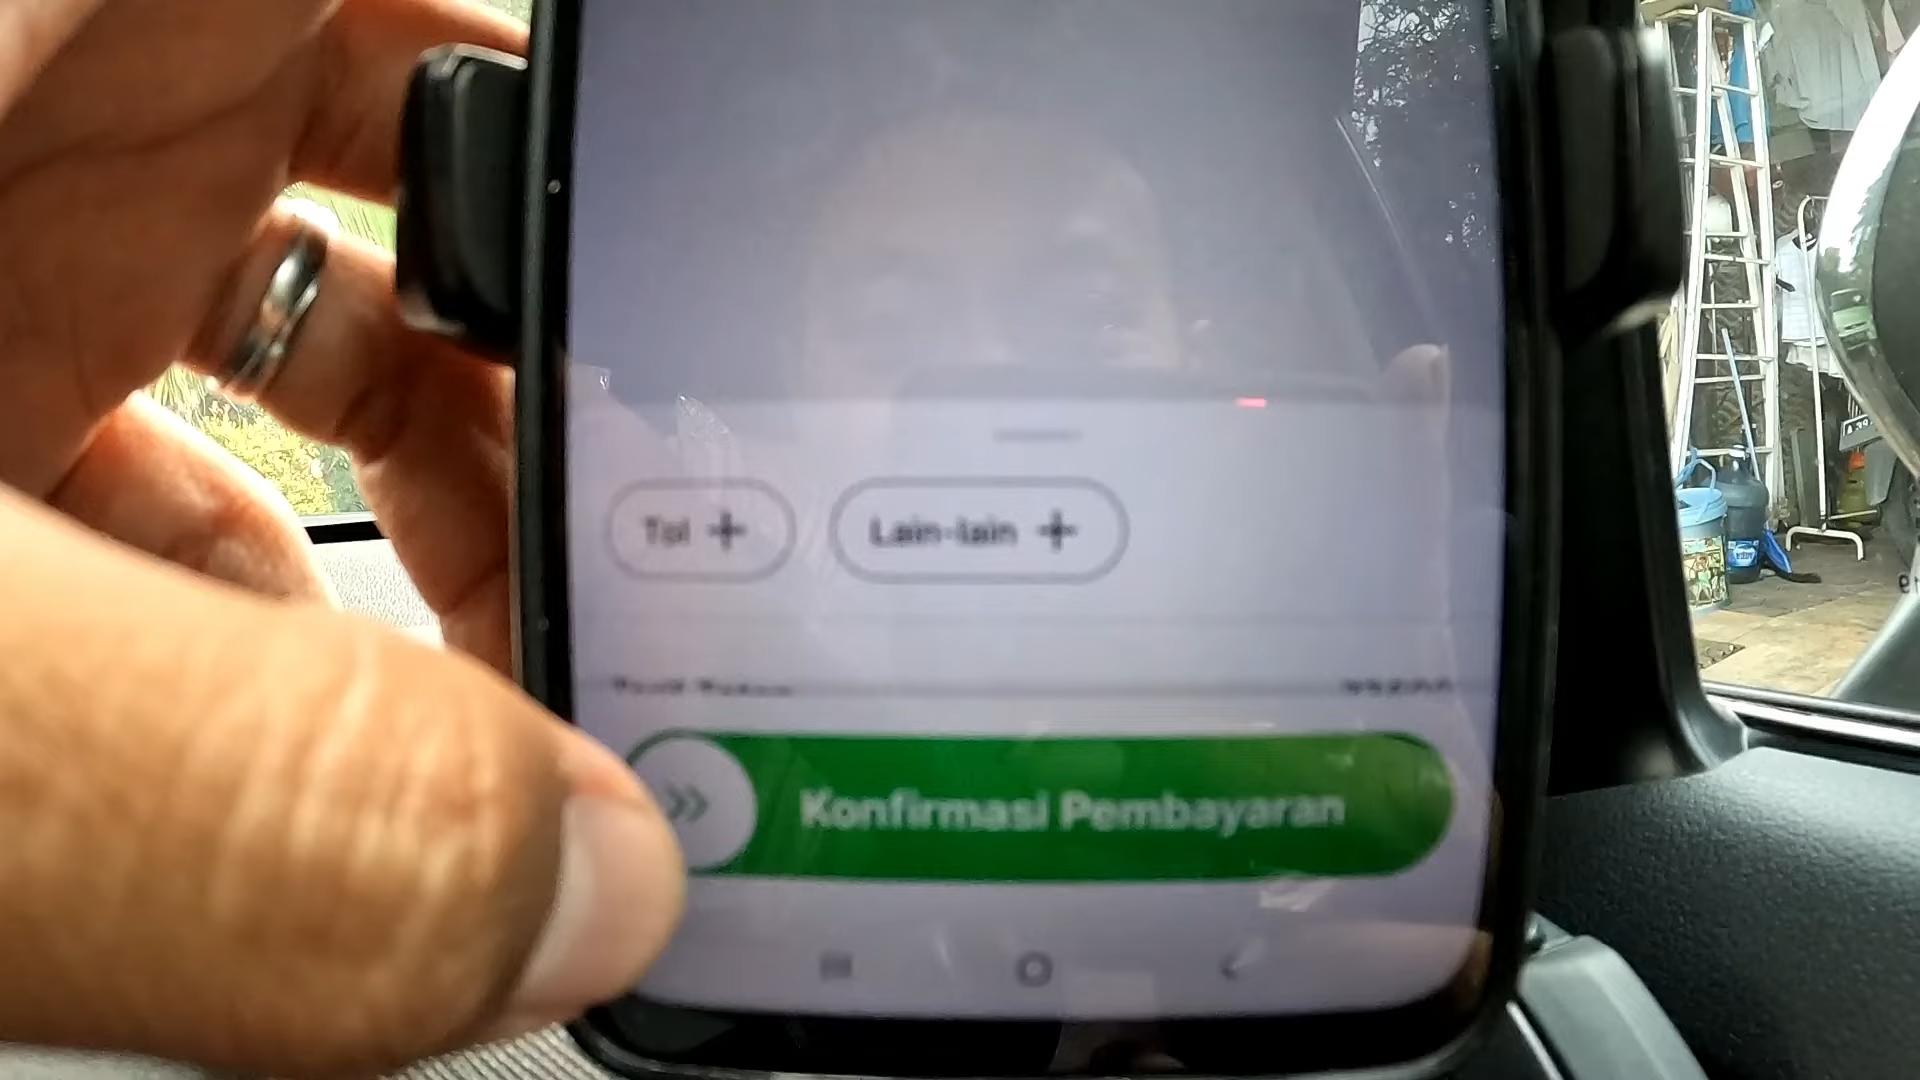 Tol +
Lain-lain +
Konfirmasi Pembayaran